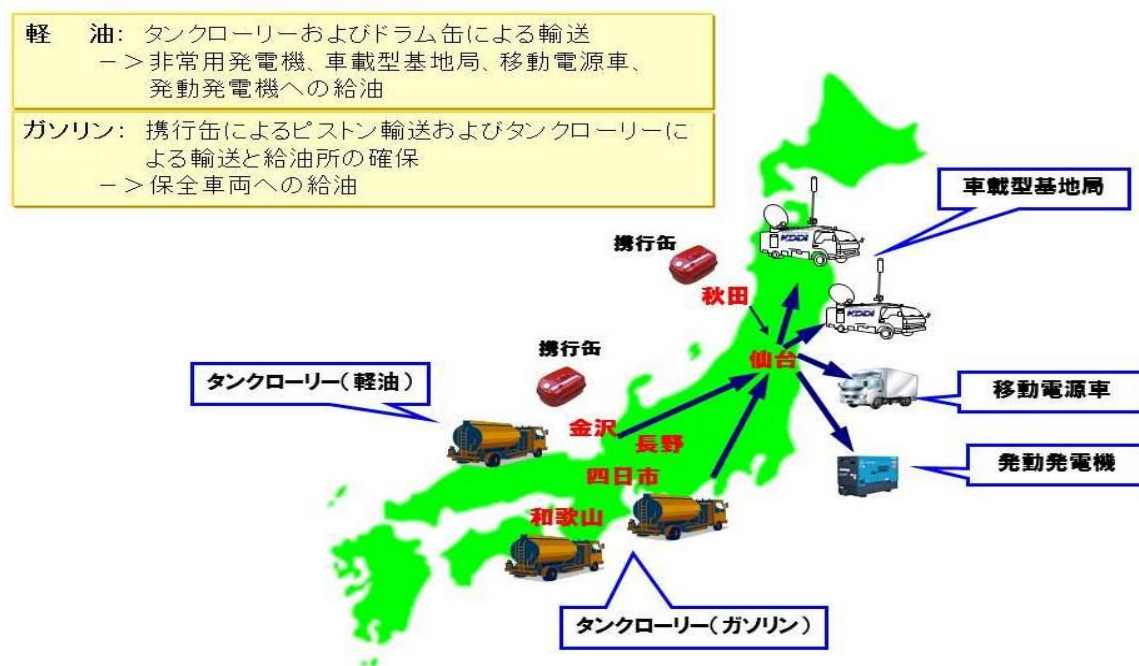 軽　油： タンクローリーおよびドラム缶による輸送
－＞非常用発電機、車載型基地局、移動電源車、
発動発電機への給油
ガソリン： 携行缶によるピストン輸送およびタンクローリーに
よる輸送と給油所の確保
－＞保全車両への給油
車載型基地局
KDDI
携行缶
秋田
KDDI
携行缶
仙台
タンクローリー（軽油）
移動電源車
金沢
長野
発動発電機
四日市
和歌山
タンクローリー（ガソリン）